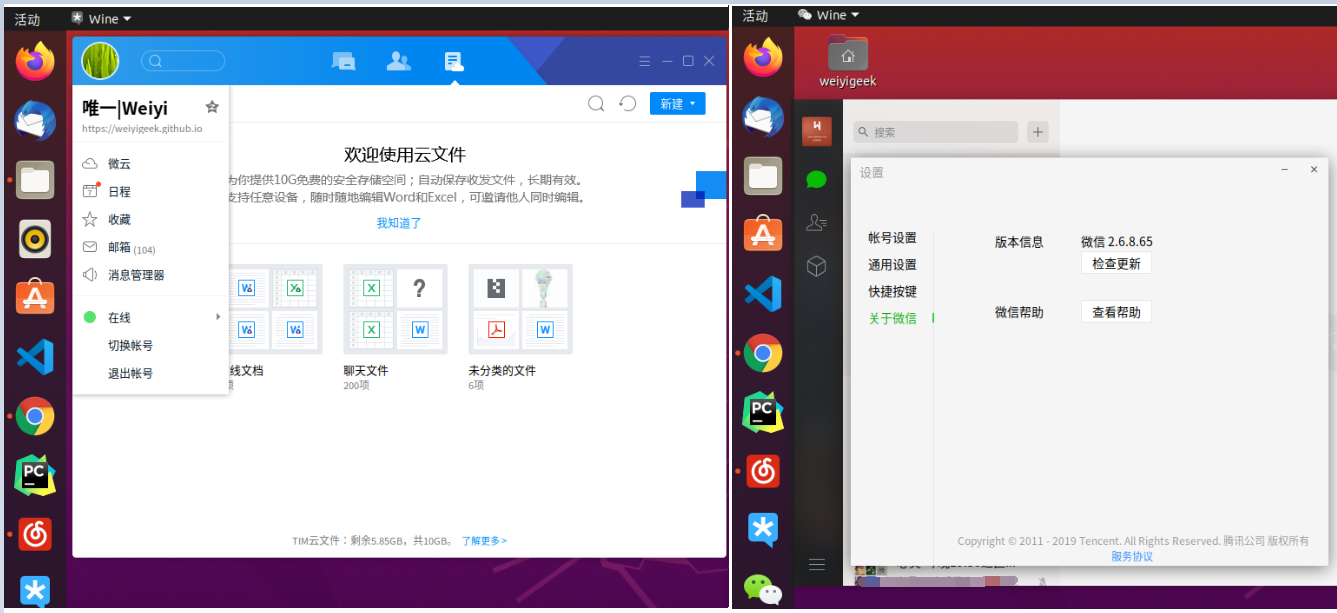 活动
Wine
唯一|Weiyi
https://weiyigeek.github.io
微云
7
日程
收藏
邮箱 (104)
消息管理器
在线
切换帐号
退出帐号
新建
欢迎使用云文件
为你提供10G免费的安全存储空间；自动保存收发文件，长期有效。
支持任意设备，随时随地编辑Word和Excel，可邀请他人同时编辑。
我知道了
线文档
项
聊天文件
200项
未分类的文件
6项
TIM云文件：剩余5.85GB，共10GB。 了解更多>
PC
活动
Wine
weiyigeek
搜索
设置
帐号设置
通用设置
快捷按键
关于微信
版本信息
微信 2.6.8.65
检查更新
微信帮助
查看帮助
Copyright © 2011 - 2019 Tencent. All Rights Reserved. 腾讯公司 版权所有
服务协议
PC